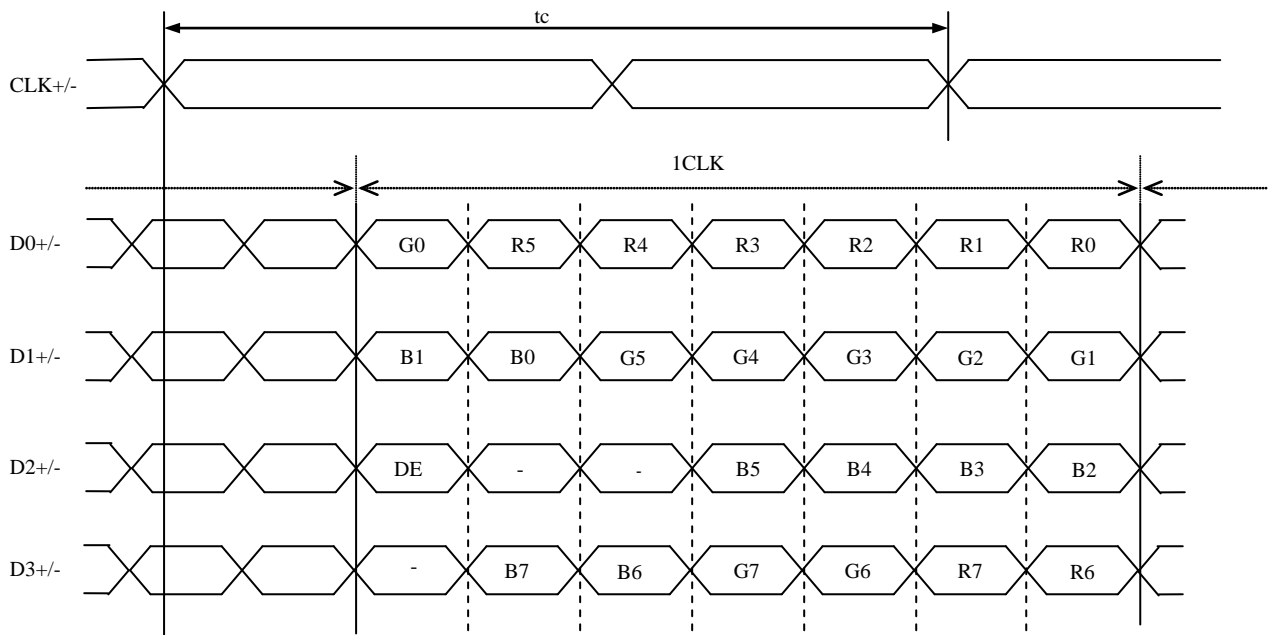 tc
CLK+/-
1CLK
D0+/- G0 R5 R4 R3 R2 R1 R0
D1+/- B1 B0 G5 G4 G3 G2 G1
D2+/- DE - - B5 B4 B3 B2
D3+/- - B7 B6 G7 G6 R7 R6